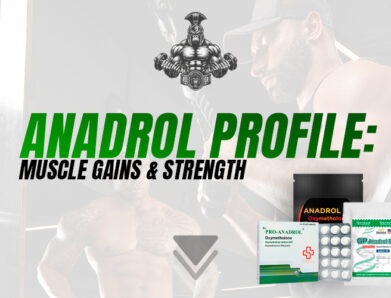 ANADROL PROFILE:
MUSCLE GAINS & STRENGTH
ANADROL
Oxymetholone
PRO-ANADROL
Oxymetholone